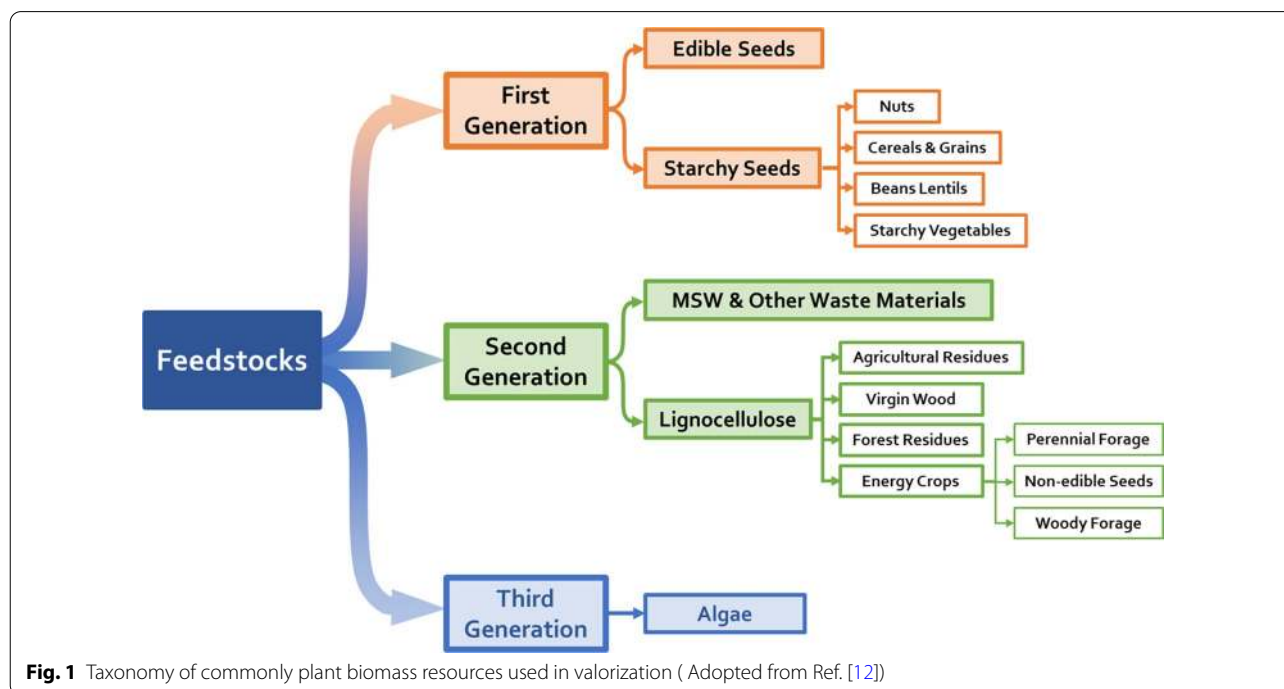 Feedstocks
First
Generation
Edible Seeds
Starchy Seeds
Nuts
Cereals & Grains
Beans Lentils
Starchy Vegetables
Second
Generation
MSW & Other Waste Materials
Lignocellulose
Agricultural Residues
Virgin Wood
Forest Residues
Energy Crops
Perennial Forage
Non-edible Seeds
Woody Forage
Third
Generation
Algae
Fig. 1 Taxonomy of commonly plant biomass resources used in valorization ( Adopted from Ref. [12])